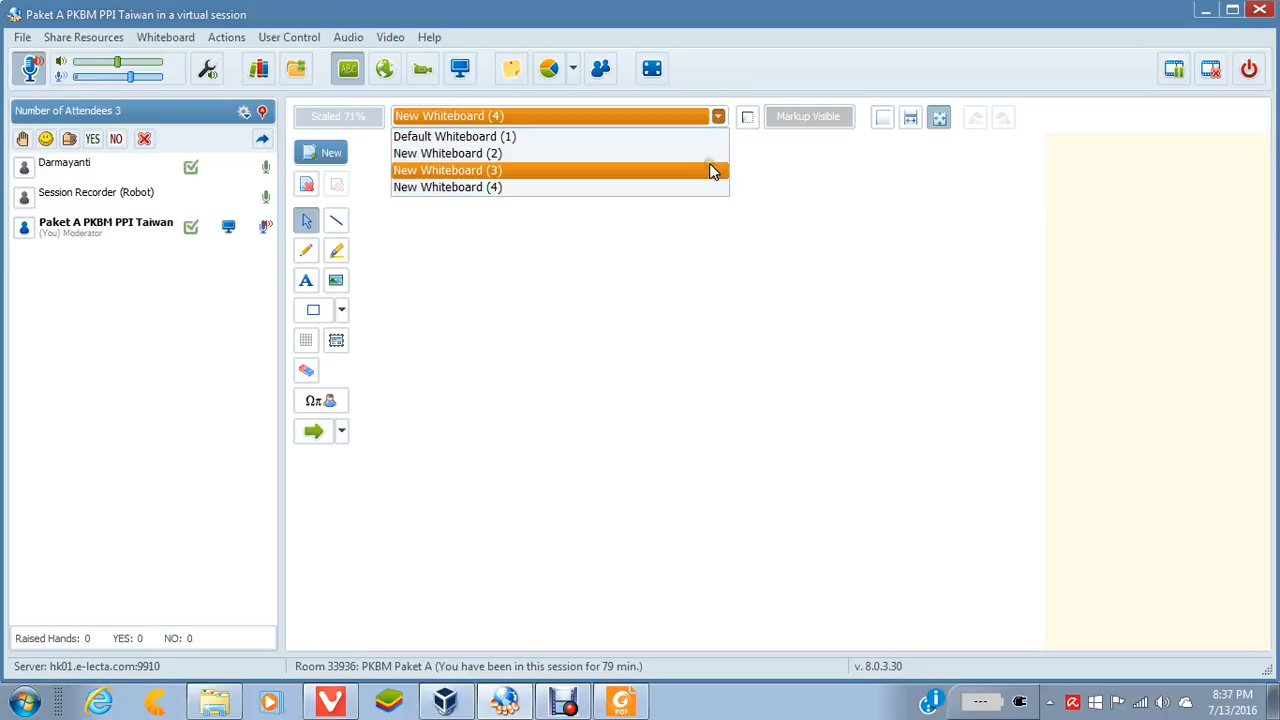 Paket A PKBM PPI Taiwan in a virtual session
File Share Resources Whiteboard Actions User Control Audio Video Help
ABC
Number of Attendees 3
YES NO
Darmayanti
Session Recorder (Robot)
Paket A PKBM PPI Taiwan
(You) Moderator
Scaled 71%
New Whiteboard (4)
Markup Visible
Default Whiteboard (1)
New Whiteboard (2)
New Whiteboard (3)
New Whiteboard (4)
New
A
Ωπ
Raised Hands: 0 YES: 0 NO: 0
Server: hk01.e-lecta.com:9910
Room 33936: PKBM Paket A (You have been in this session for 79 min.)
v. 8.0.3.30
PDF
---
8:37 PM
7/13/2016